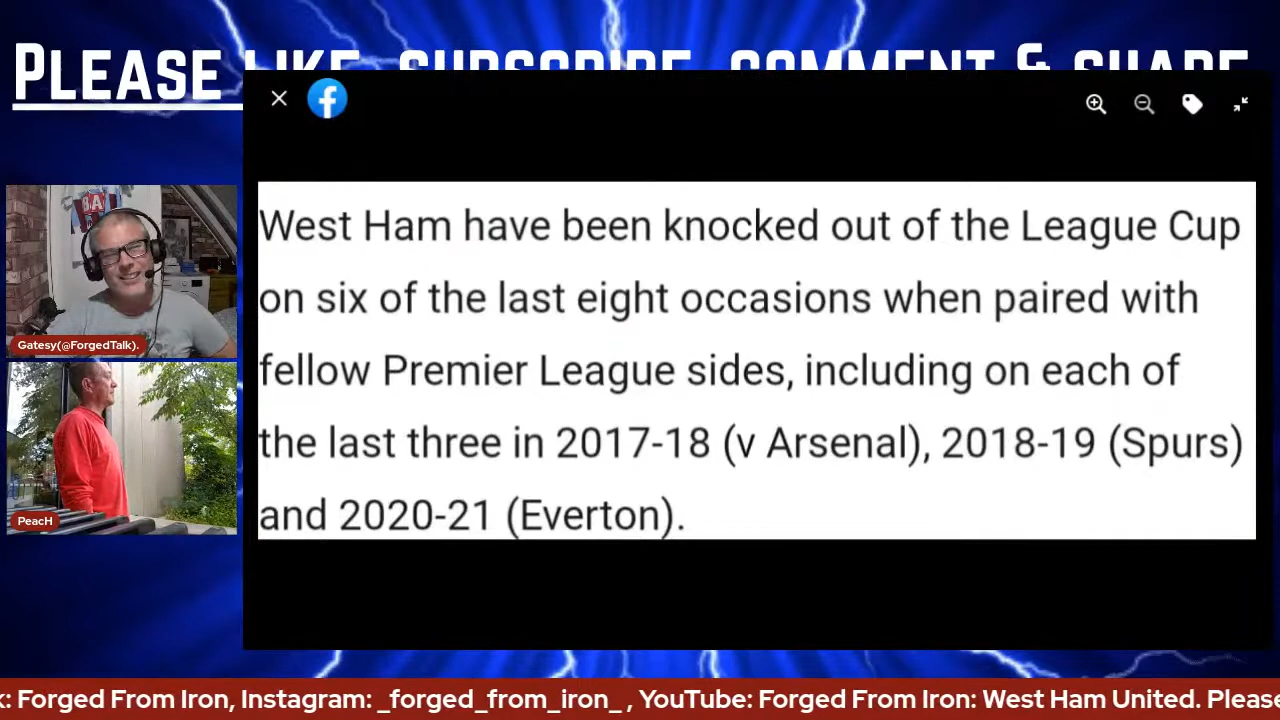 PLEASE LIKE, SUBSCRIBE, COMMENT & SHARE
West Ham have been knocked out of the League Cup
on six of the last eight occasions when paired with
fellow Premier League sides, including on each of
the last three in 2017-18 (v Arsenal), 2018-19 (Spurs)
and 2020-21 (Everton).
BA
Gatesy(@ForgedTalk).
PeacH
k: Forged From Iron, Instagram: _forged_from_iron_ , YouTube: Forged From Iron: West Ham United. Please